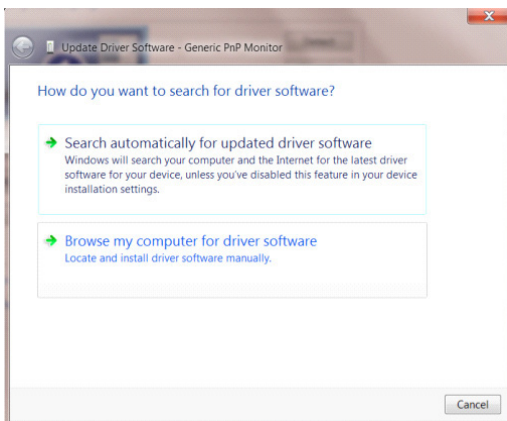 Update Driver Software - Generic PnP Monitor
How do you want to search for driver software?
Search automatically for updated driver software
Windows will search your computer and the Internet for the latest driver
software for your device, unless you've disabled this feature in your device
installation settings.
Browse my computer for driver software
Locate and install driver software manually.
Cancel